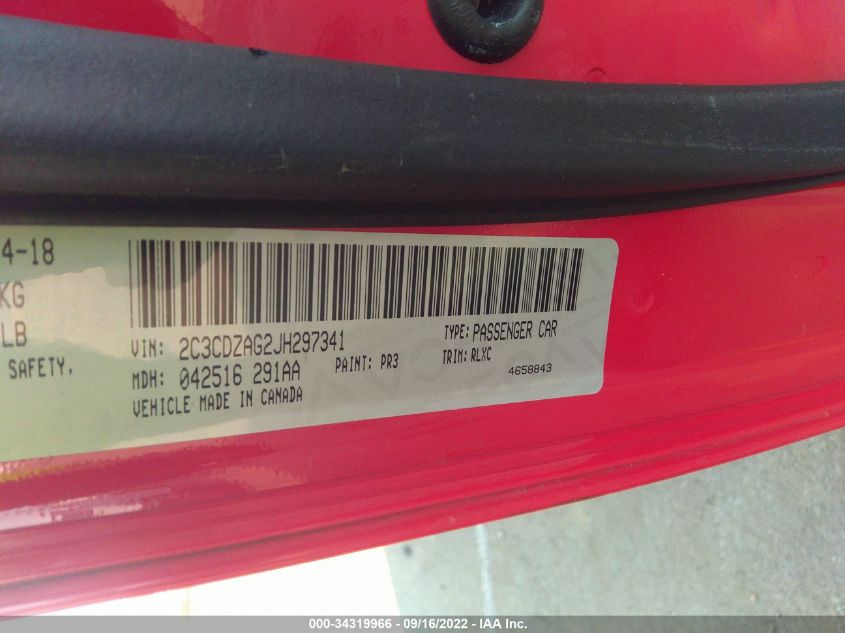 4-18
KG
LB
SAFETY.
VIN: 2C3CDZAG2JH297341
TYPE: PASSENGER CAR
MDH: 042516 291AA
PAINT: PR3
TRIM: RLXC
VEHICLE MADE IN CANADA
4658843
000-34319966 - 09/16/2022 - IAA Inc.